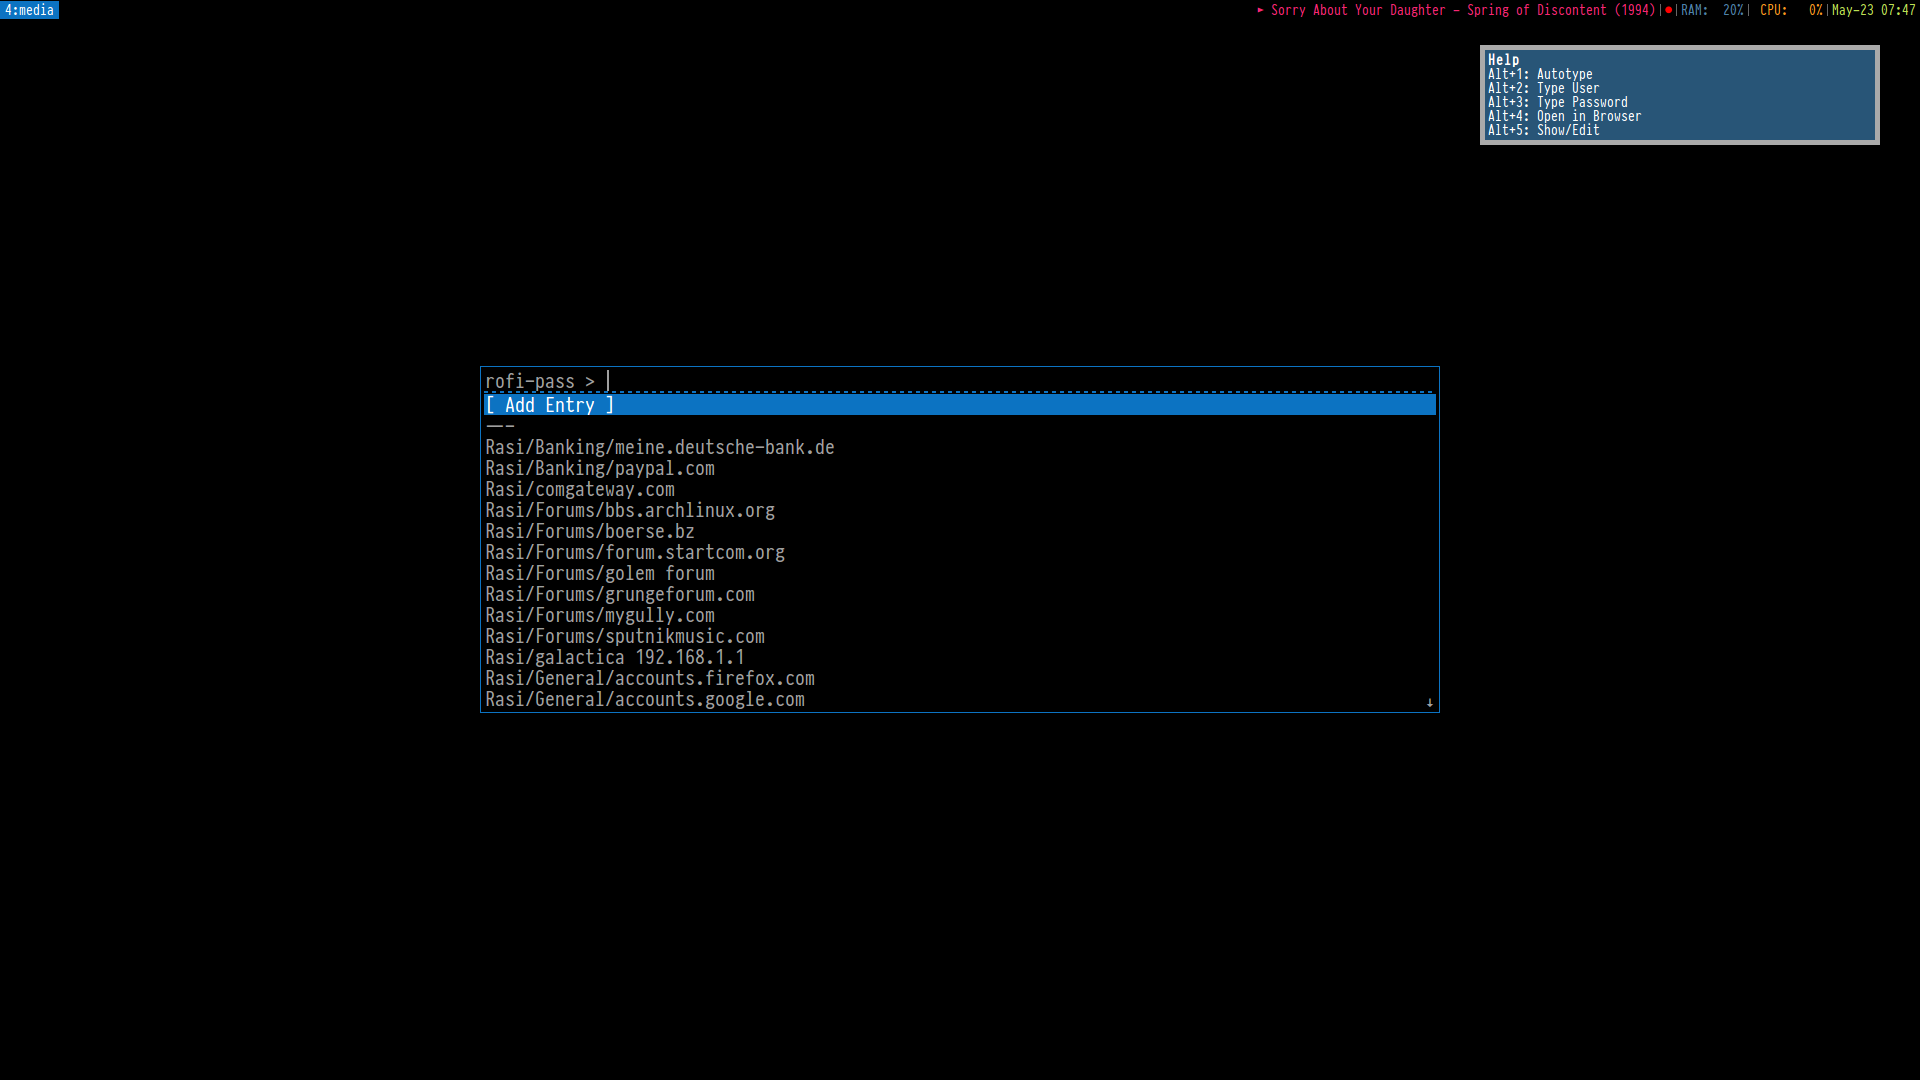 4:media
► Sorry About Your Daughter - Spring of Discontent (1994)|●|RAM: 20%| CPU: 0%|May-23 07:47
Help
Alt+1: Autotype
Alt+2: Type User
Alt+3: Type Password
Alt+4: Open in Browser
Alt+5: Show/Edit
rofi-pass >
[ Add Entry ]
——-
Rasi/Banking/meine.deutsche-bank.de
Rasi/Banking/paypal.com
Rasi/comgateway.com
Rasi/Forums/bbs.archlinux.org
Rasi/Forums/boerse.bz
Rasi/Forums/forum.startcom.org
Rasi/Forums/golem forum
Rasi/Forums/grungeforum.com
Rasi/Forums/mygully.com
Rasi/Forums/sputnikmusic.com
Rasi/galactica 192.168.1.1
Rasi/General/accounts.firefox.com
Rasi/General/accounts.google.com
↓